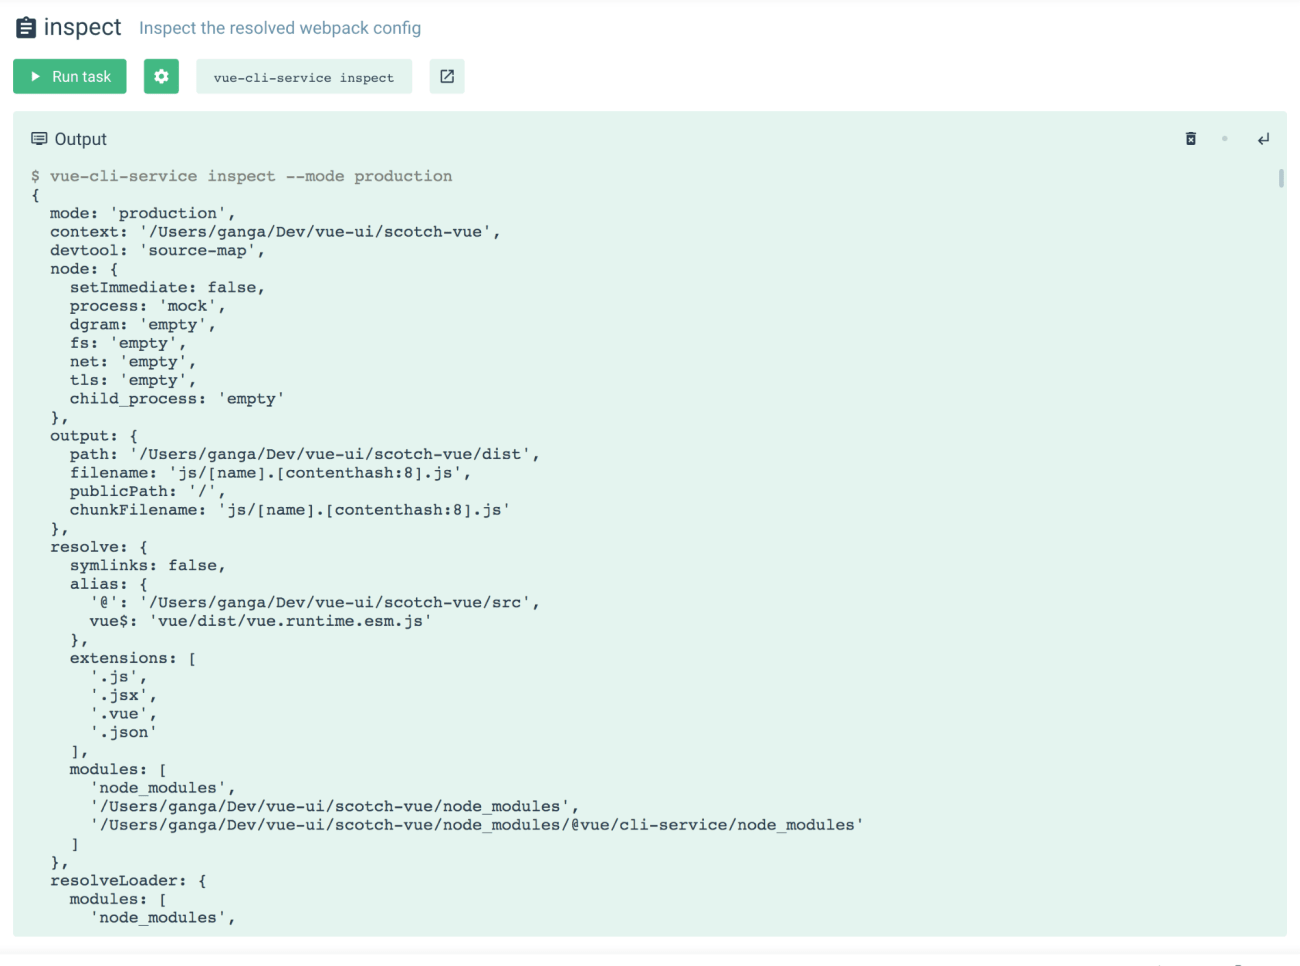 inspect Inspect the resolved webpack config
Run task vue-cli-service inspect
Output
$ vue-cli-service inspect --mode production
{
  mode: 'production',
  context: '/Users/ganga/Dev/vue-ui/scotch-vue',
  devtool: 'source-map',
  node: {
    setImmediate: false,
    process: 'mock',
    dgram: 'empty',
    fs: 'empty',
    net: 'empty',
    tls: 'empty',
    child_process: 'empty'
  },
  output: {
    path: '/Users/ganga/Dev/vue-ui/scotch-vue/dist',
    filename: 'js/[name].[contenthash:8].js',
    publicPath: '/',
    chunkFilename: 'js/[name].[contenthash:8].js'
  },
  resolve: {
    symlinks: false,
    alias: {
      '@': '/Users/ganga/Dev/vue-ui/scotch-vue/src',
      vue$: 'vue/dist/vue.runtime.esm.js'
    },
    extensions: [
      '.js',
      '.jsx',
      '.vue',
      '.json'
    ],
    modules: [
      'node_modules',
      '/Users/ganga/Dev/vue-ui/scotch-vue/node_modules',
      '/Users/ganga/Dev/vue-ui/scotch-vue/node_modules/@vue/cli-service/node_modules'
    ]
  },
  resolveLoader: {
    modules: [
      'node_modules',